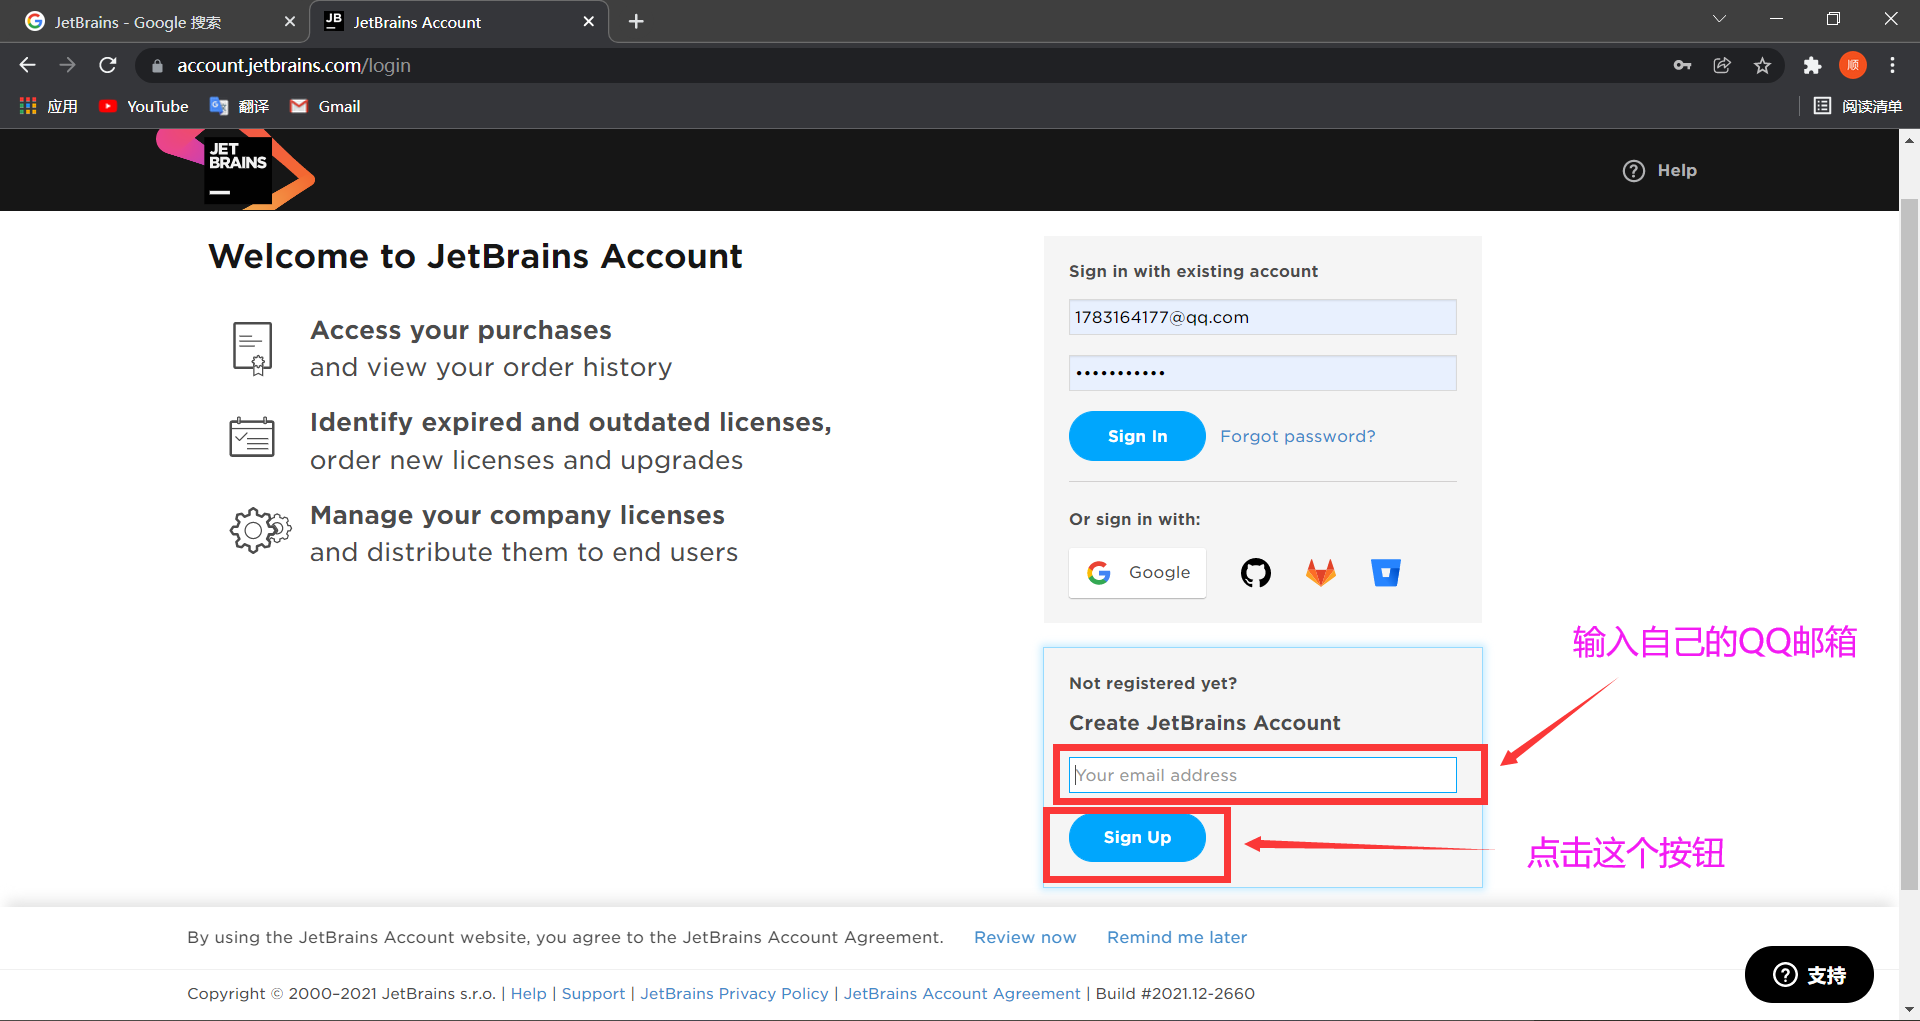 JetBrains - Google 搜索
JB
JetBrains Account
account.jetbrains.com/login
顺
应用
YouTube
翻译
Gmail
阅读清单
JET
BRAINS
Help
Welcome to JetBrains Account
Access your purchases
and view your order history
Identify expired and outdated licenses,
order new licenses and upgrades
Manage your company licenses
and distribute them to end users
Sign in with existing account
1783164177@qq.com
•••••••••••
Sign In
Forgot password?
Or sign in with:
Google
Not registered yet?
Create JetBrains Account
Your email address
Sign Up
输入自己的QQ邮箱
点击这个按钮
By using the JetBrains Account website, you agree to the JetBrains Account Agreement. Review now Remind me later
Copyright © 2000–2021 JetBrains s.r.o. | Help | Support | JetBrains Privacy Policy | JetBrains Account Agreement | Build #2021.12-2660
支持